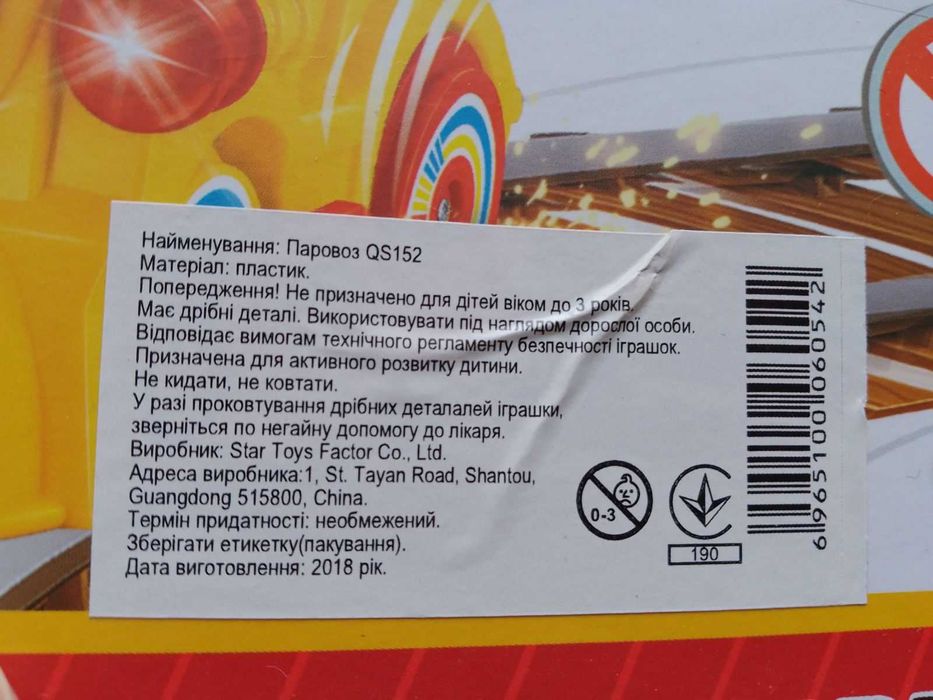 Найменування: Паровоз QS152
Матеріал: пластик.
Попередження! Не призначено для дітей віком до 3 років.
Має дрібні деталі. Використовувати під наглядом дорослої особи.
Відповідає вимогам технічного регламенту безпечності іграшок.
Призначена для активного розвитку дитини.
Не кидати, не ковтати.
У разі проковтування дрібних деталалей іграшки,
зверніться по негайну допомогу до лікаря.
Виробник: Star Toys Factor Co., Ltd.
Адреса виробника:1, St. Tayan Road, Shantou,
Guangdong 515800, China.
Термін придатності: необмежений.
Зберігати етикетку(пакування).
Дата виготовлення: 2018 рік.
0-3
190
6965100060542